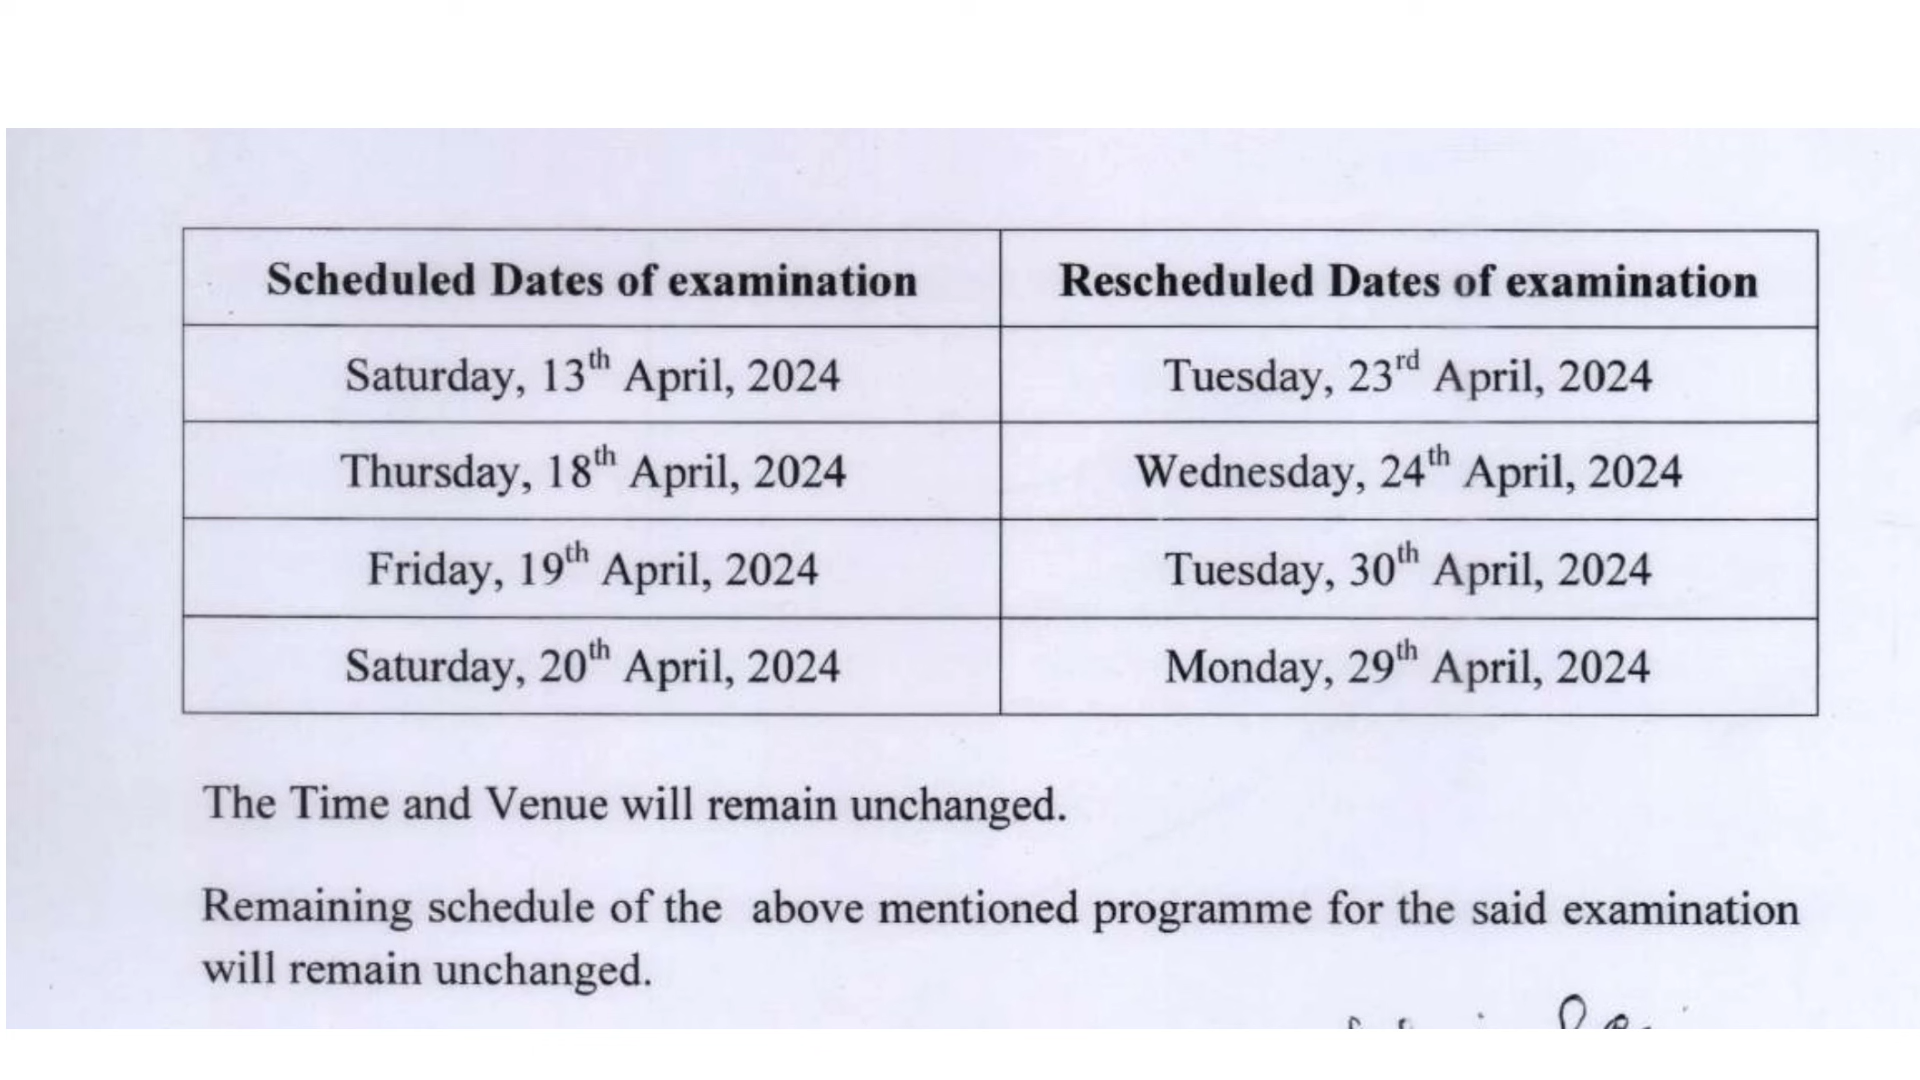 Scheduled Dates of examination Rescheduled Dates of examination
Saturday, 13th April, 2024 Tuesday, 23rd April, 2024
Thursday, 18th April, 2024 Wednesday, 24th April, 2024
Friday, 19th April, 2024 Tuesday, 30th April, 2024
Saturday, 20th April, 2024 Monday, 29th April, 2024
The Time and Venue will remain unchanged.
Remaining schedule of the above mentioned programme for the said examination
will remain unchanged.